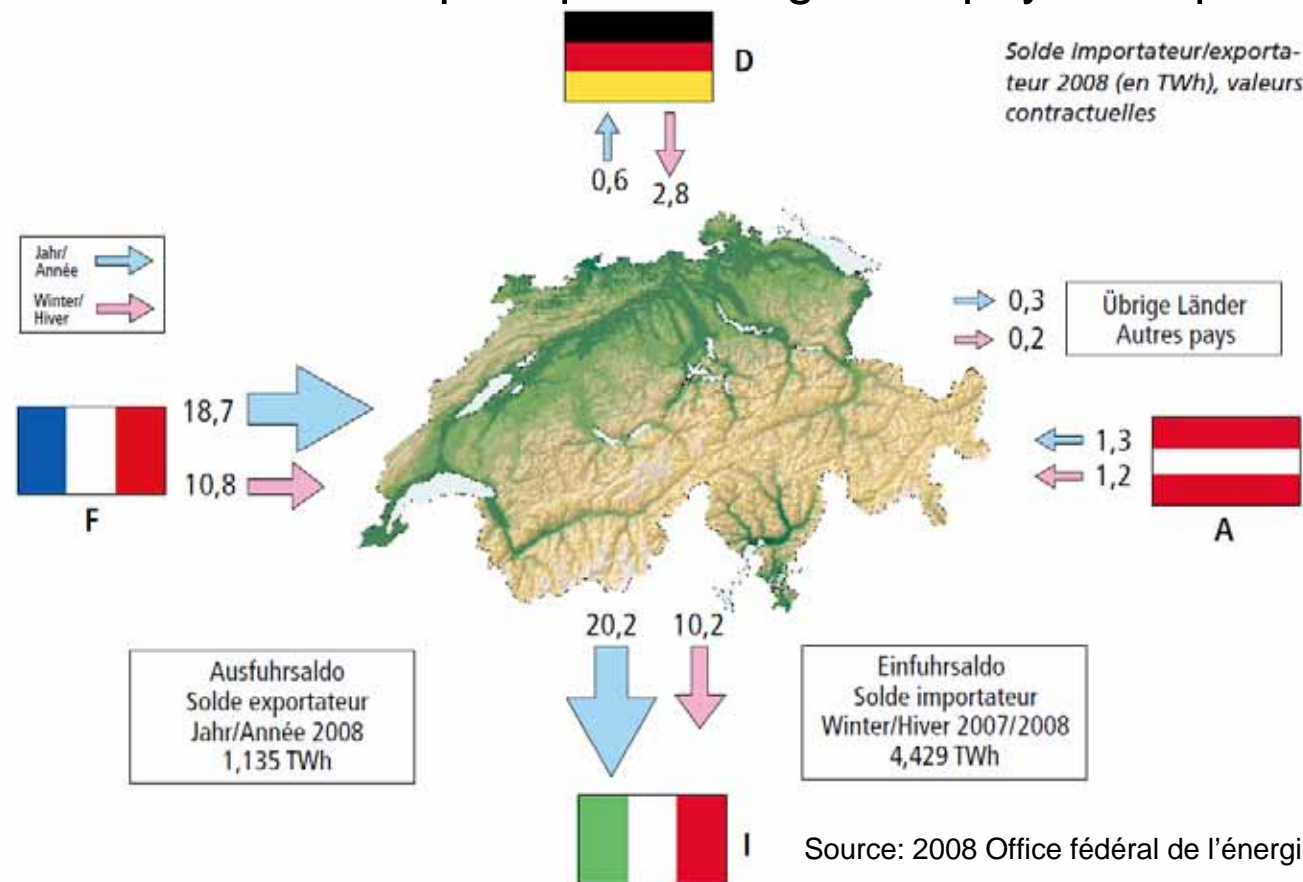 D
Solde importateur/exporta-
teur 2008 (en TWh), valeurs
contractuelles
0,6
2,8
Jahr/
Année
Winter/
Hiver
0,3
0,2
Übrige Länder
Autres pays
18,7
10,8
F
1,3
1,2
A
20,2 10,2
Ausfuhrsaldo
Solde exportateur
Jahr/Année 2008
1,135 TWh
Einfuhrsaldo
Solde importateur
Winter/Hiver 2007/2008
4,429 TWh
I
Source: 2008 Office fédéral de l’énergi